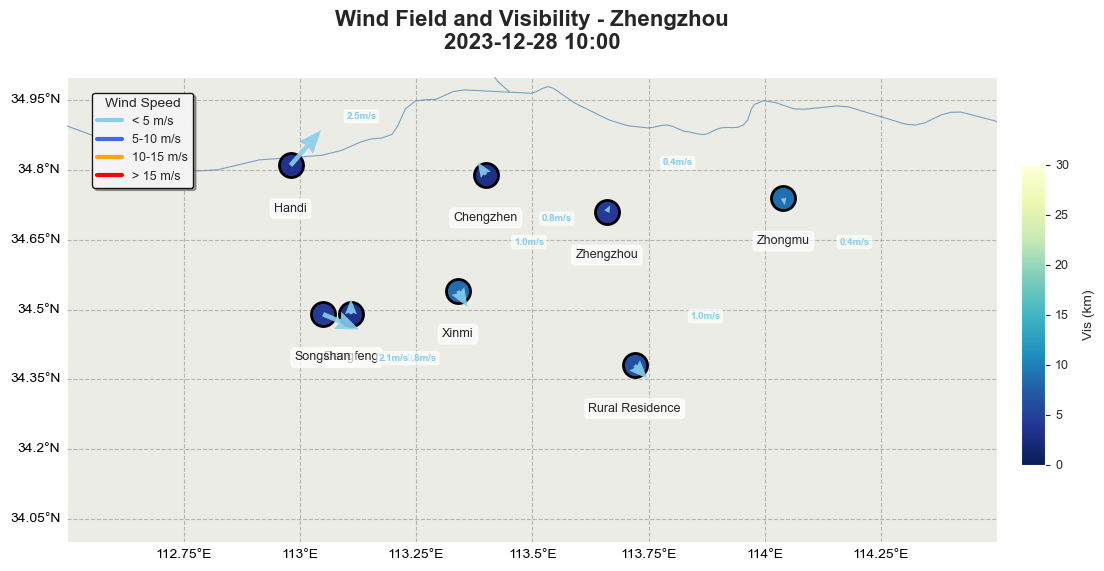 Wind Field and Visibility - Zhengzhou
2023-12-28 10:00
34.95°N
34.8°N
34.65°N
34.5°N
34.35°N
34.2°N
34.05°N
Wind Speed
< 5 m/s
5-10 m/s
10-15 m/s
> 15 m/s
2.5m/s
0.4m/s
Handi
Chengzhen
0.8m/s
1.0m/s
Zhengzhou
Zhongmu
0.4m/s
Xinmi
1.0m/s
Songshan
2.1m/s
Rural Residence
112.75°E
113°E
113.25°E
113.5°E
113.75°E
114°E
114.25°E
30
25
20
15
10
5
0
Vis (km)